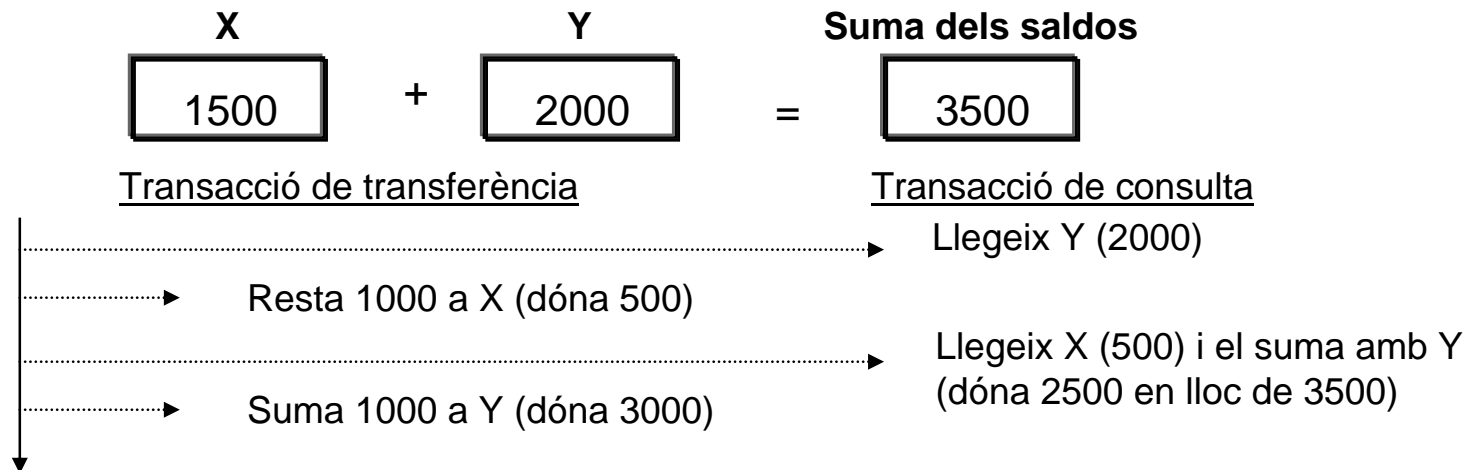 X Y Suma dels saldos
1500 + 2000 = 3500
Transacció de transferència Transacció de consulta
Llegeix Y (2000)
Resta 1000 a X (dóna 500)
Llegeix X (500) i el suma amb Y
(dóna 2500 en lloc de 3500)
Suma 1000 a Y (dóna 3000)